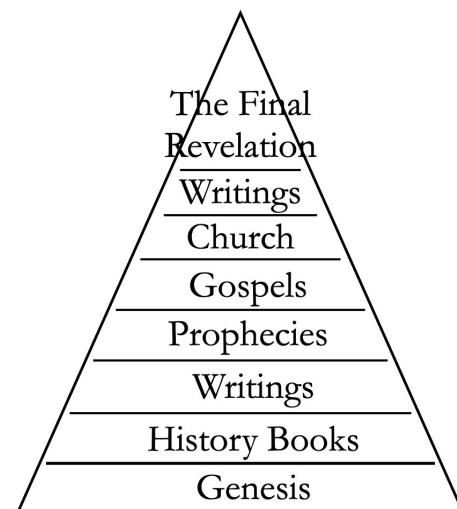 The Final
Revelation
Writings
Church
Gospels
Prophecies
Writings
History Books
Genesis